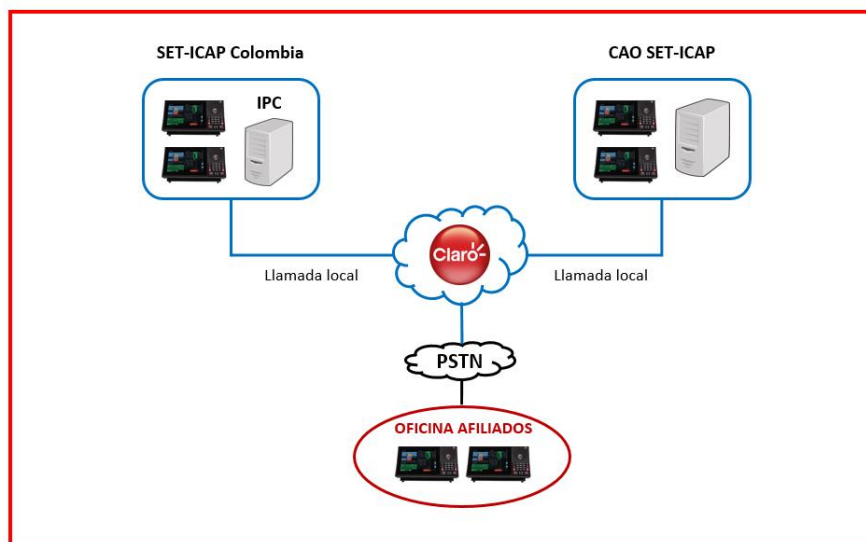 SET-ICAP Colombia
CAO SET-ICAP
IPC
Claro
Llamada local
Llamada local
PSTN
OFICINA AFILIADOS